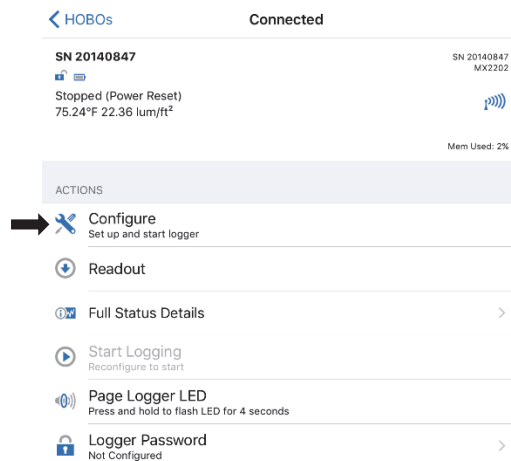 HOBOs
Connected
SN 20140847
SN 20140847
MX2202
Stopped (Power Reset)
75.24°F 22.36 lum/ft²
Mem Used: 2%
ACTIONS
Configure
Set up and start logger
Readout
Full Status Details
Start Logging
Reconfigure to start
Page Logger LED
Press and hold to flash LED for 4 seconds
Logger Password
Not Configured